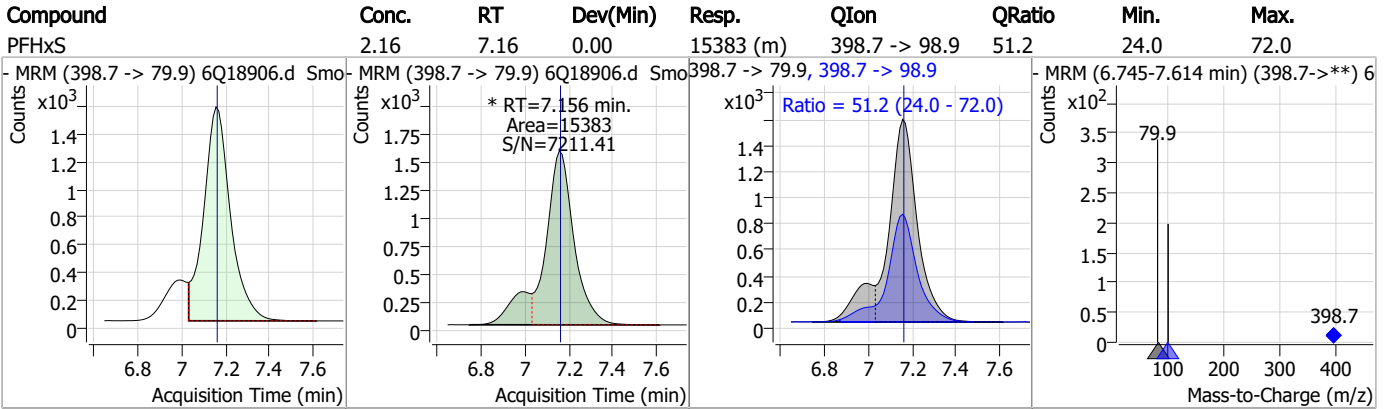 Compound Conc. RT Dev(Min) Resp. QIon QRatio Min. Max.
PFHxS 2.16 7.16 0.00 15383 (m) 398.7 -> 98.9 51.2 24.0 72.0
- MRM (398.7 -> 79.9) 6Q18906.d Smo
Counts
x10³
1.4
1.2
1
0.8
0.6
0.4
0.2
0
6.8 7 7.2 7.4 7.6
Acquisition Time (min)
- MRM (398.7 -> 79.9) 6Q18906.d Smo
Counts
x10³
* RT=7.156 min.
Area=15383
S/N=7211.41
1.75
1.5
1.25
1
0.75
0.5
0.25
0
6.8 7 7.2 7.4 7.6
Acquisition Time (min)
398.7 -> 79.9, 398.7 -> 98.9
x10³
Ratio = 51.2 (24.0 - 72.0)
1.4
1.2
1
0.8
0.6
0.4
0.2
0
6.8 7 7.2 7.4 7.6
Acquisition Time (min)
- MRM (6.745-7.614 min) (398.7->**) 6
Counts
x10²
79.9
3.5
3
2.5
2
1.5
1
0.5
0
398.7
100 200 300 400
Mass-to-Charge (m/z)